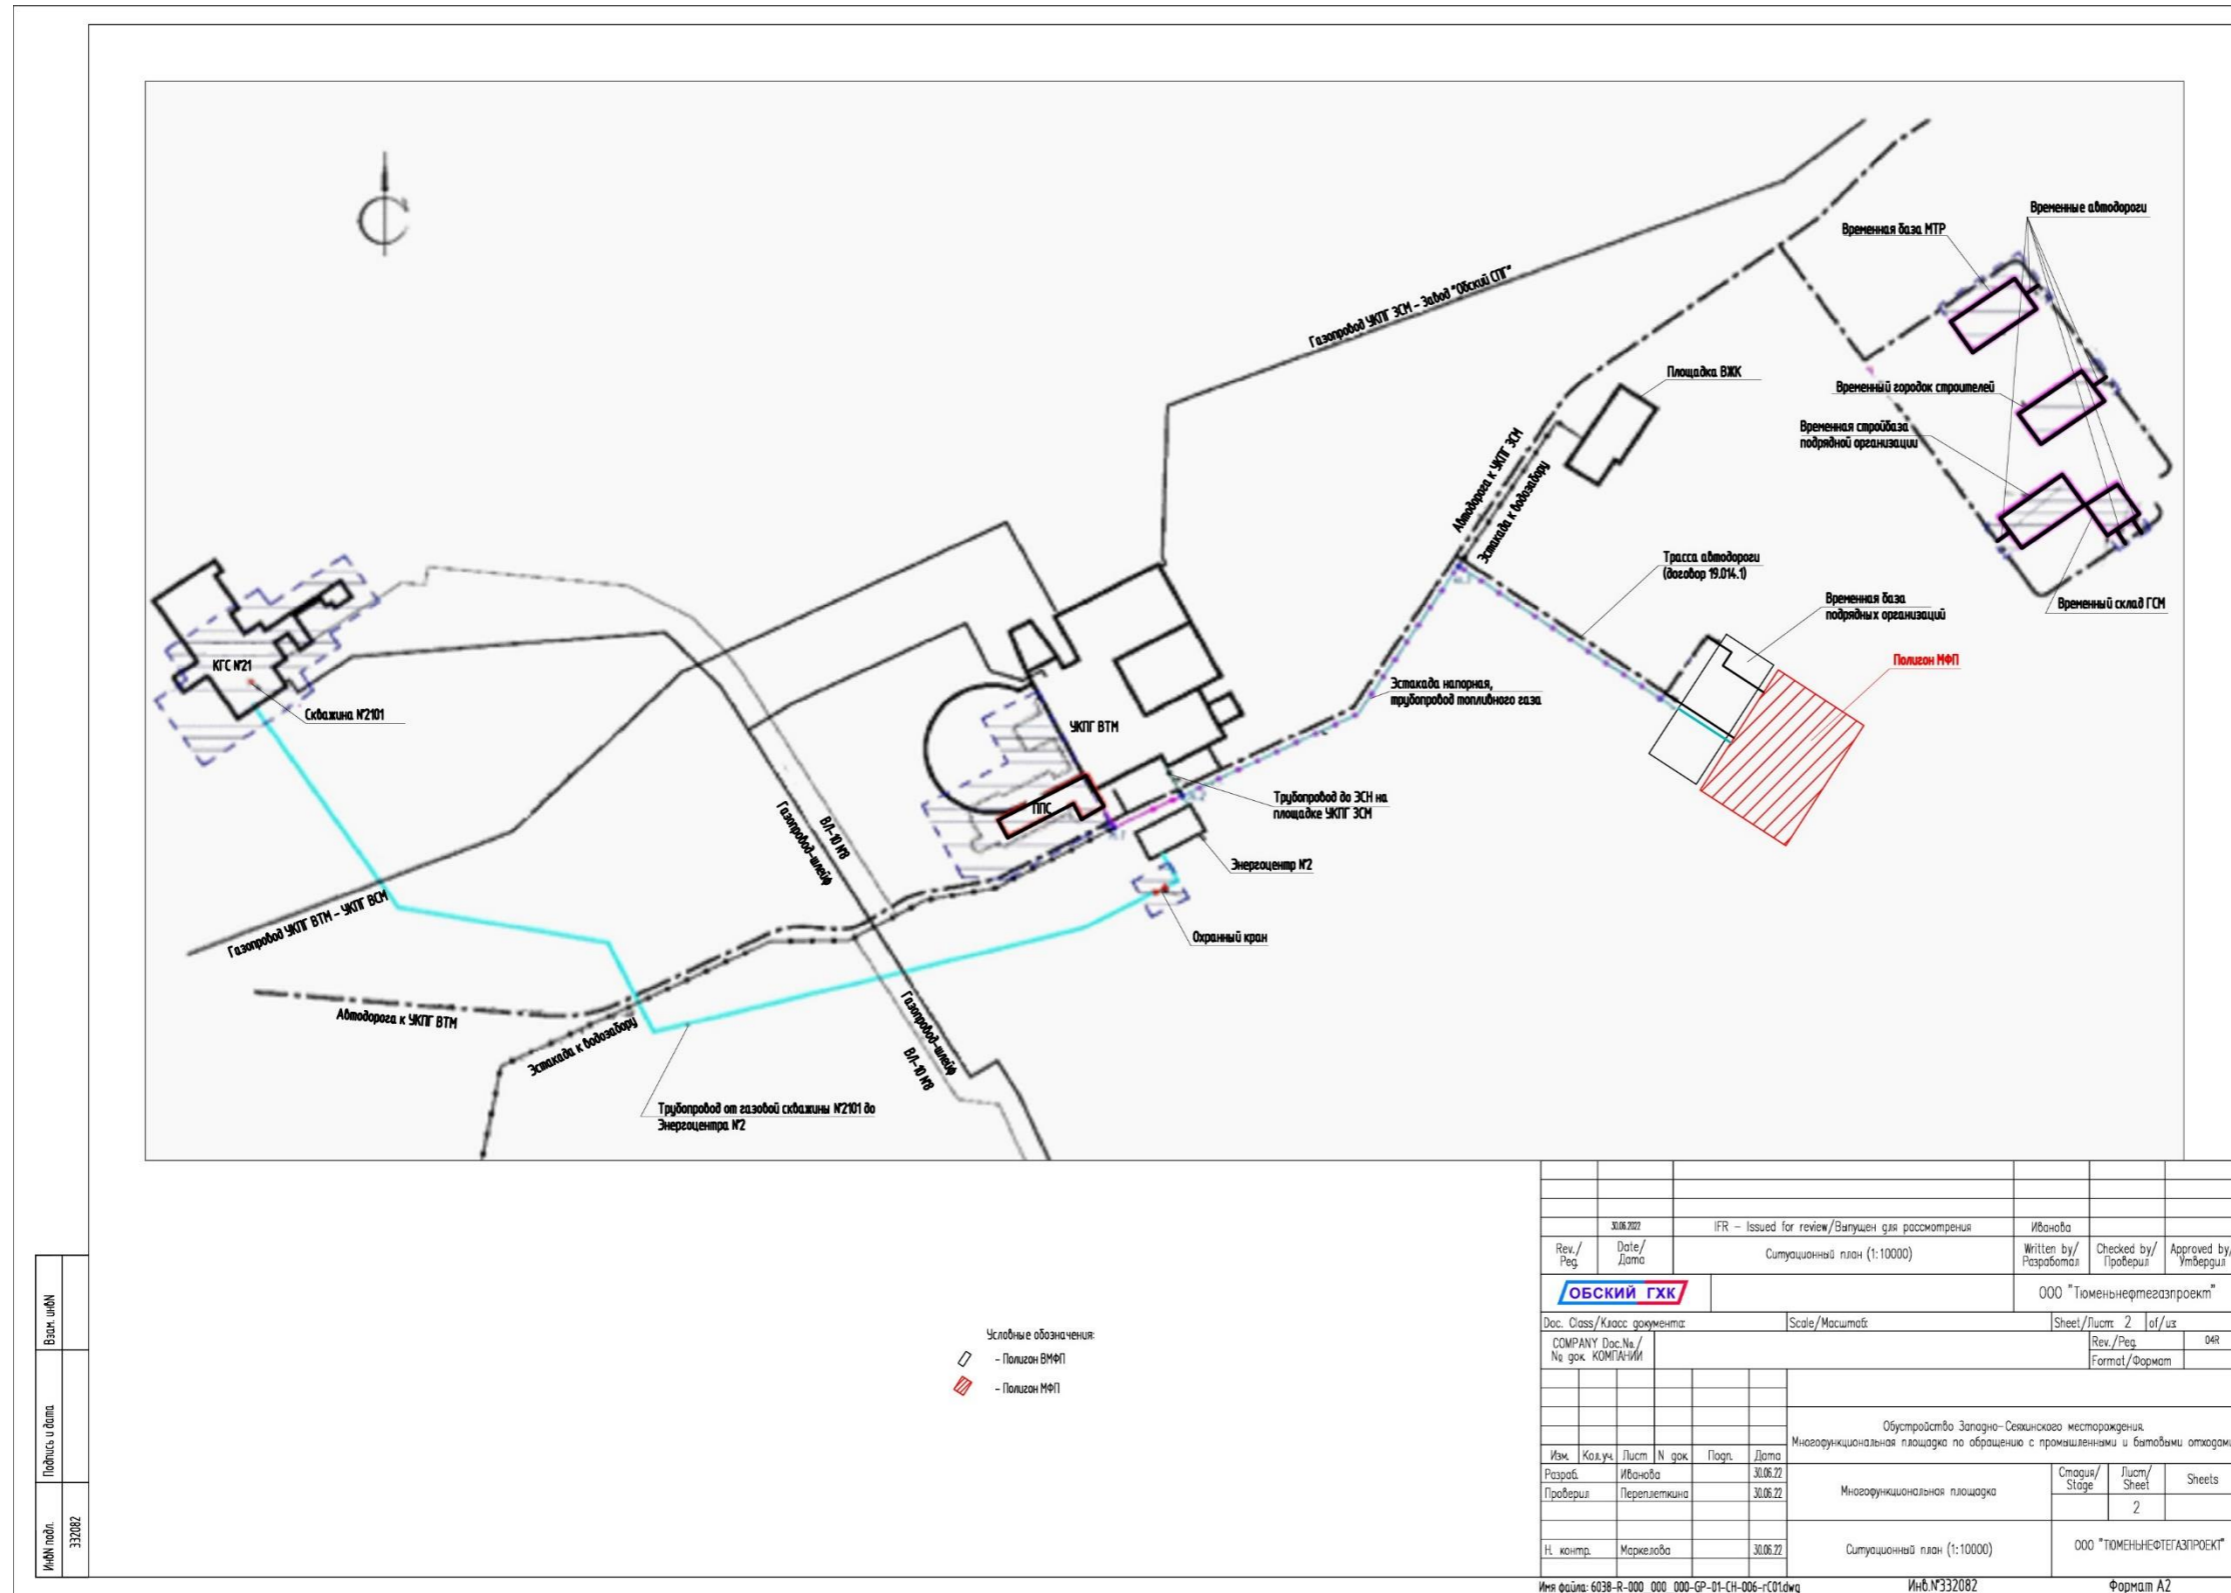 Временные автодороги
Временная база МТР
Газопровод УКПГ ЗСМ - Завод "Обский СПГ"
Площадка ВЖК
Временный городок строителей
Временная стройбаза
подрядной организации
Автодорога к УКПГ ЗСМ
Эстакада к водозабору
Трасса автодороги
(договор 19.014.1)
Временная база
подрядных организаций
Временный склад ГСМ
Полигон МФП
КГС №21
Скважина №2101
Эстакада напорная,
трубопровод топливного газа
УКПГ ВТМ
ППС
Трубопровод до ЗСН на
площадке УКПГ ЗСМ
ВЛ-10 №8
Газопровод-шлейф
Энергоцентр №2
Охранный кран
Газопровод УКПГ ВТМ - УКПГ ВСМ
Автодорога к УКПГ ВТМ
Эстакада к водозабору
Газопровод-шлейф
ВЛ-10 №8
Трубопровод от газовой скважины №2101 до
Энергоцентра №2
Условные обозначения:
- Полигон ВМФП
- Полигон МФП
Взам. инвN
Подпись и дата
ИнвN подл.
332082
30.06.2022 IFR - Issued for review/Выпущен для рассмотрения Иванова
Rev./ Рег. Date/ Дата Ситуационный план (1:10000) Written by/ Разработал Checked by/ Проверил Approved by/ Утвердил
ОБСКИЙ ГХК ООО "Тюменьнефтегазпроект"
Doc. Class/Класс документа: Scale/Масштаб: Sheet/Лист: 2 of/из
COMPANY Doc.No./ № док. КОМПАНИИ Rev./Рег. 04R
Format/Формат
Обустройство Западно-Сеяхинского месторождения.
Многофункциональная площадка по обращению с промышленными и бытовыми отходами
Изм. Кол.уч. Лист N док. Подп. Дата
Разраб. Иванова 30.06.22 Многофункциональная площадка Стадия/ Stage Лист/ Sheet Sheets
Проверил Переплеткина 30.06.22 2
Н. контр. Маркелова 30.06.22 Ситуационный план (1:10000) ООО "ТЮМЕНЬНЕФТЕГАЗПРОЕКТ"
Имя файла: 6038-R-000_000_000-GP-01-CH-006-rC01.dwg Инв.№332082 Формат А2